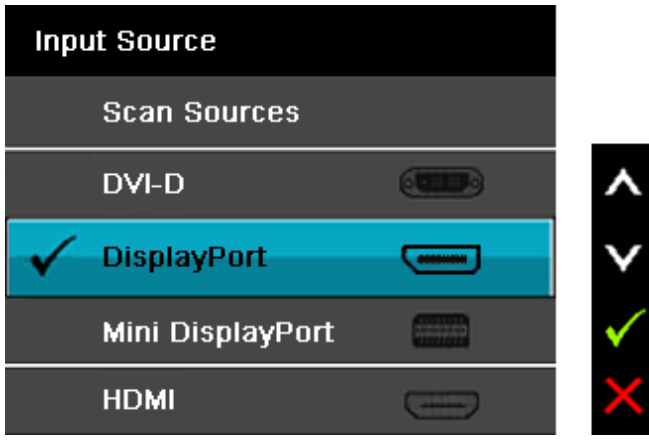 Input Source
Scan Sources
DVI-D
DisplayPort
Mini DisplayPort
HDMI